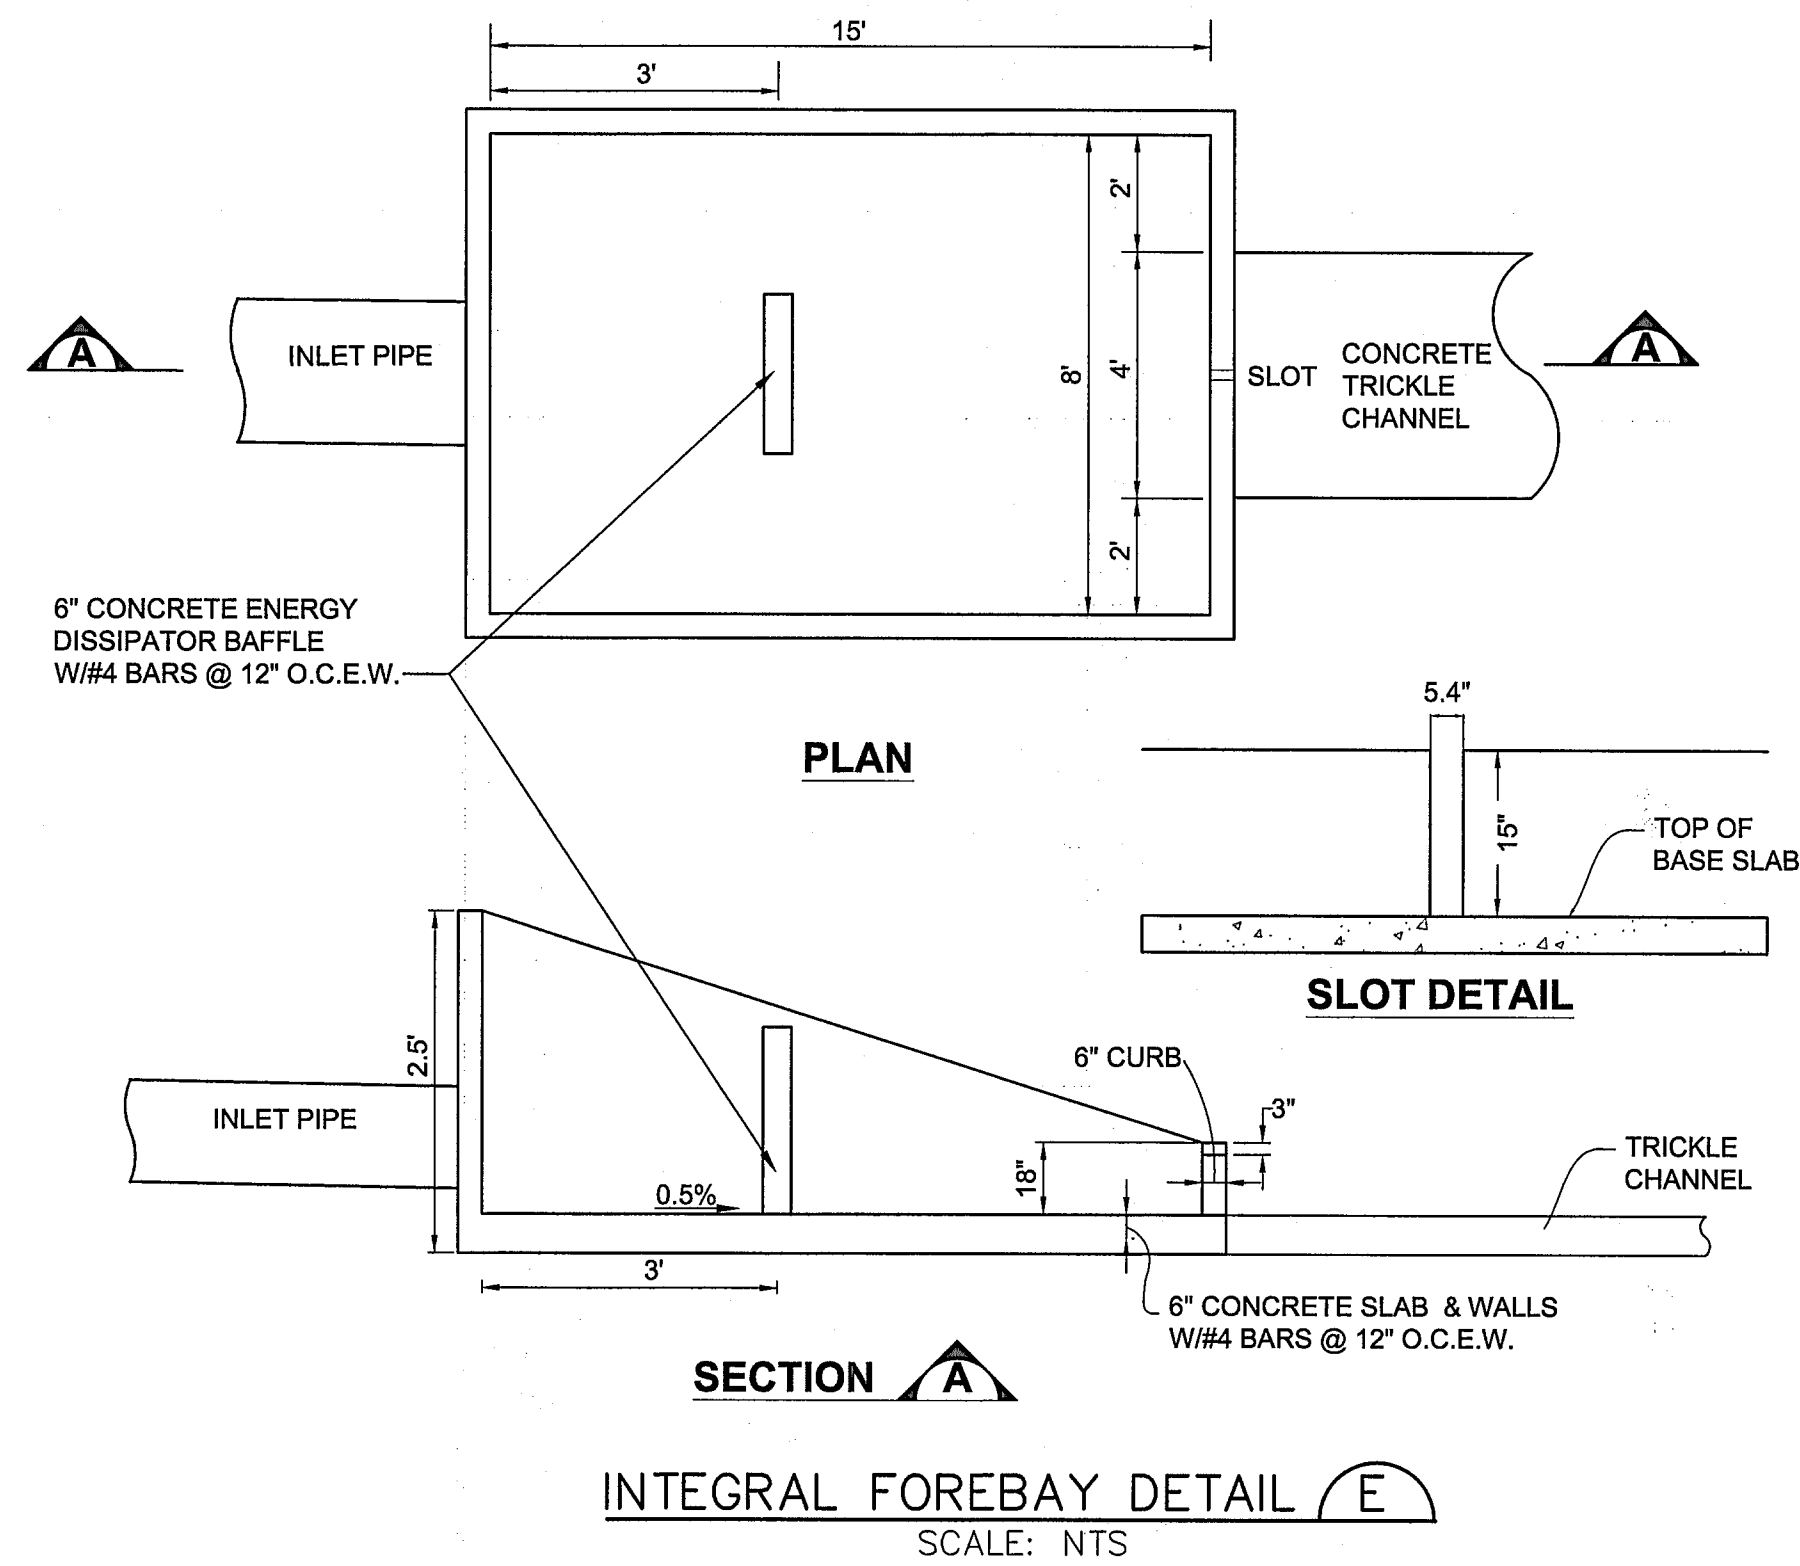 15'
3'
2'
A
INLET PIPE
8'
4'
SLOT
CONCRETE
TRICKLE
CHANNEL
A
2'
6" CONCRETE ENERGY
DISSIPATOR BAFFLE
W/#4 BARS @ 12" O.C.E.W.
PLAN
5.4"
15"
TOP OF
BASE SLAB
SLOT DETAIL
2.5'
INLET PIPE
6" CURB
3"
18"
0.5%
TRICKLE
CHANNEL
3'
6" CONCRETE SLAB & WALLS
W/#4 BARS @ 12" O.C.E.W.
SECTION A
INTEGRAL FOREBAY DETAIL E
SCALE: NTS